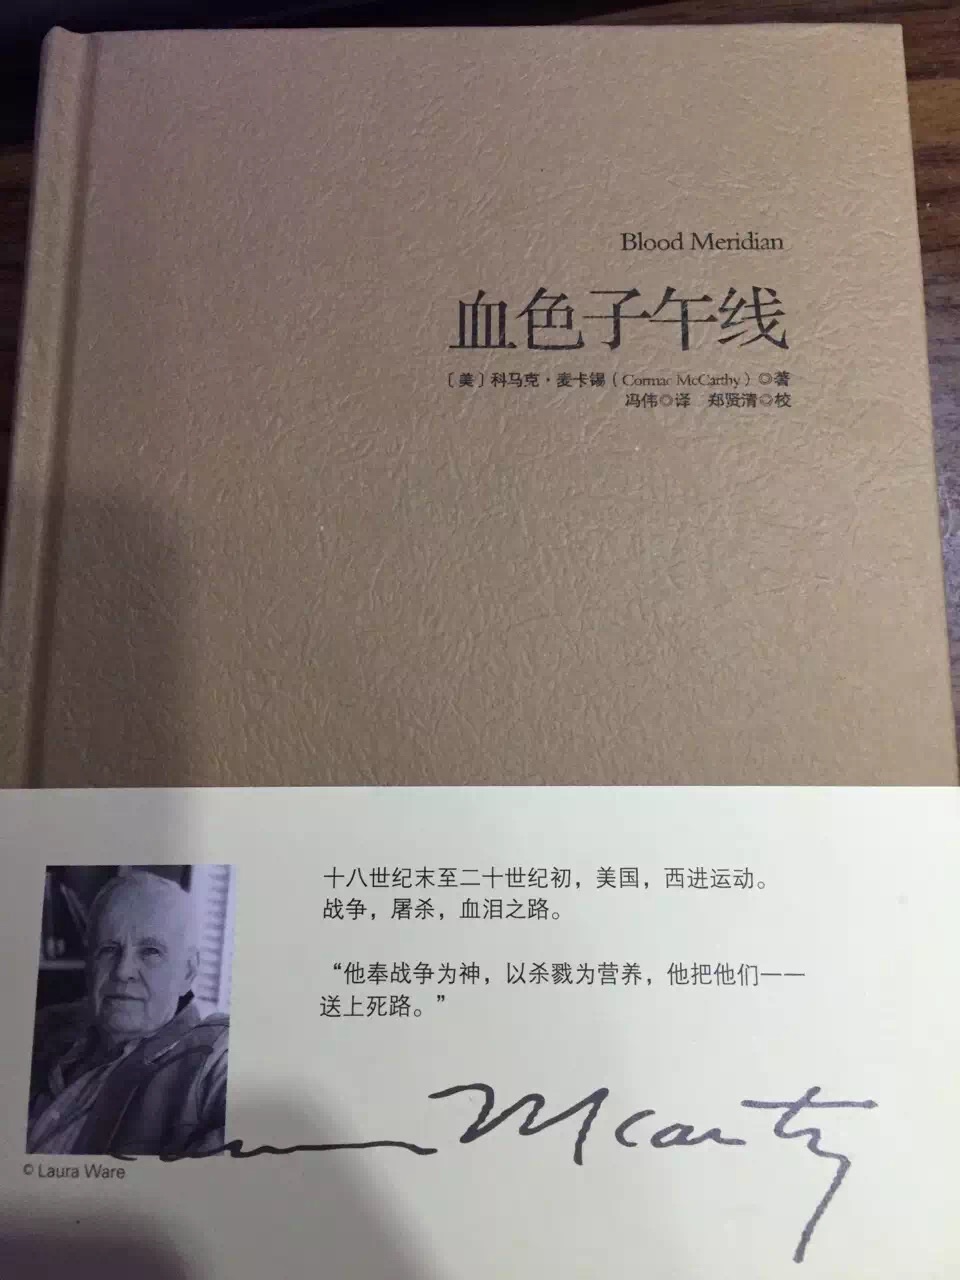 Blood Meridian
血色子午线
〔美〕科马克·麦卡锡（Cormac McCarthy）◎著
冯伟◎译 郑贤清◎校
十八世纪末至二十世纪初，美国，西进运动。
战争，屠杀，血泪之路。
“他奉战争为神，以杀戮为营养，他把他们一一
送上死路。”
Cormac McCarthy
© Laura Ware